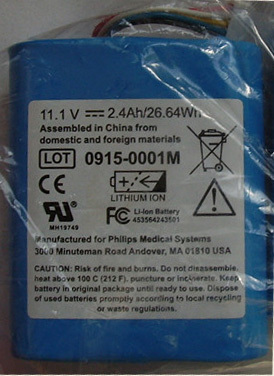 11.1 V ⎓ 2.4Ah/26.64Wh
Assembled in China from
domestic and foreign materials
LOT 0915-0001M
CE
LITHIUM ION
FC Li-Ion Battery
453564243501
MH19749
Manufactured for Philips Medical Systems
3000 Minuteman Road Andover, MA 01810 USA
CAUTION: Risk of fire and burns. Do not disassemble,
heat above 100 C (212 F), puncture or incinerate. Keep
battery in original package until ready to use. Dispose
of used batteries promptly according to local recycling
or waste regulations.